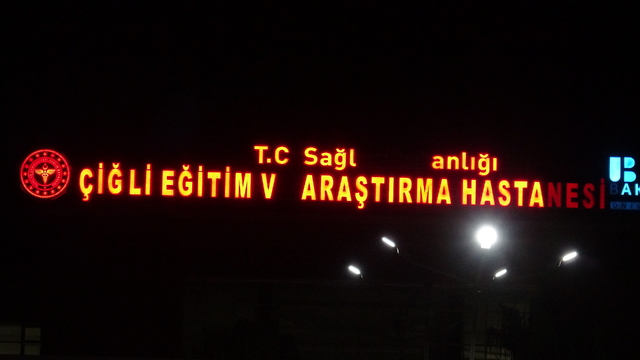 T.C Sağl anlığı
ÇİĞLİ EĞİTİM V ARAŞTIRMA HASTANESİ